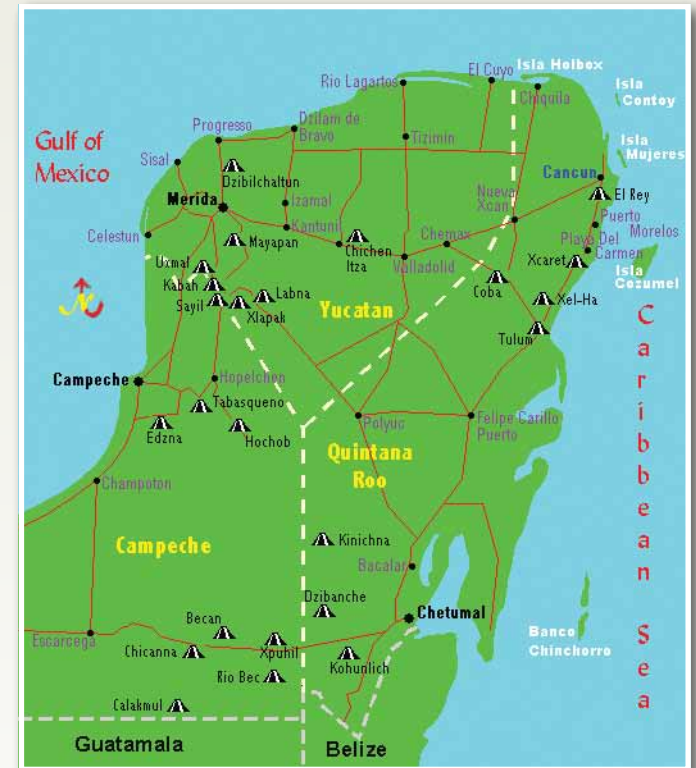 Isla Holbox
El Cuyo
Rio Lagartos
Chiquila
Isla
Contoy
Dzilam de
Bravo
Progresso
Tizimin
Gulf of
Mexico
Isla
Mujeres
Sisal
Dzibilchaltun
Cancun
El Rey
Merida
Izamal
Nueva
Xcan
Puerto
Morelos
Kantunil
Chemax
Celestun
Mayapan
Chichen
Itza
Playa Del
Carmen
Valladolid
Xcaret
Uxmal
Isla
Cozumel
Kabah
Coba
N
Sayil
Labna
Xel-Ha
Xlapak
Yucatan
Tulum
Caribbean Sea
Campeche
Hopelchen
Tabasqueno
Edzna
Hochob
Polyuc
Felipe Carillo
Puerto
Quintana
Roo
Champoton
Campeche
Kinichna
Bacalar
Dzibanche
Chetumal
Becan
Banco
Chinchorro
Escarcega
Chicanna
Xpuhil
Kohunlich
Rio Bec
Calakmul
Guatamala
Belize